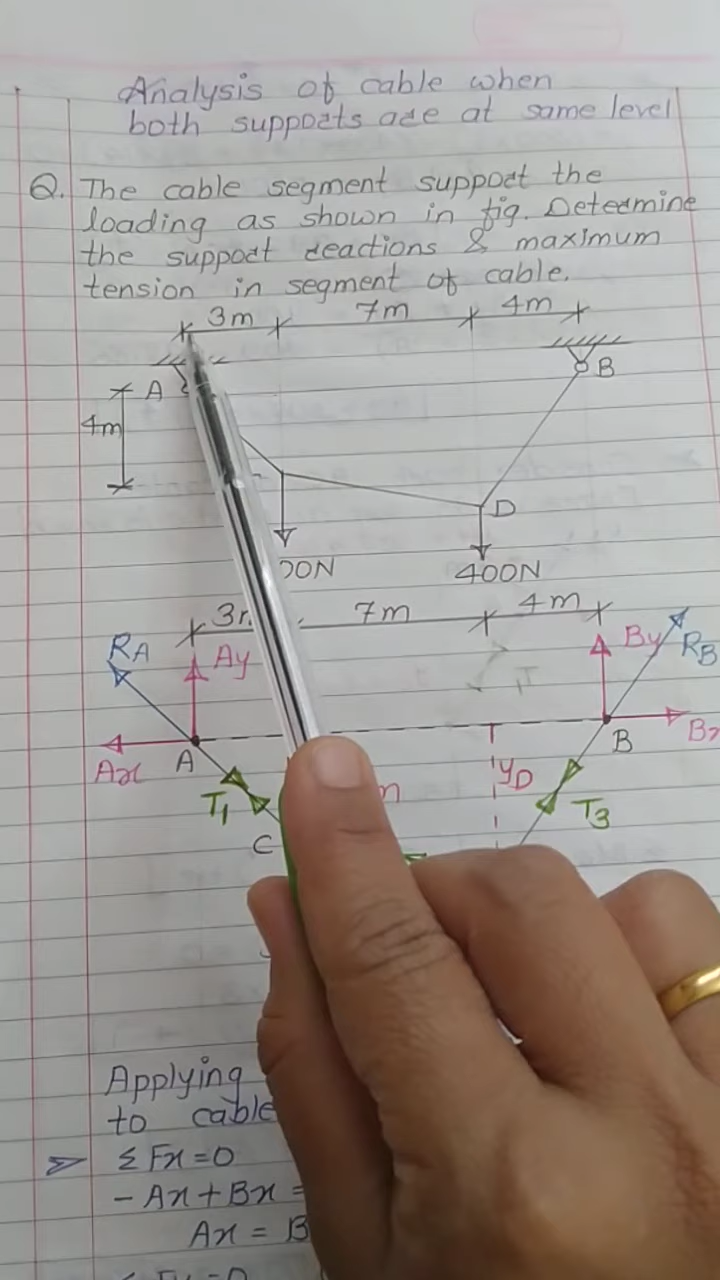 Analysis of cable when
both supports are at same level
Q. The cable segment support the
loading as shown in fig. Determine
the support reactions & maximum
tension in segment of cable.
3m 7m 4m
A B
4m
D
00N 400N
7m 4m
RA Ay By RB
Ax A B
T1 yD T3
C
T1
Applying
to cable
ΣFx=0
- Ax + Bx =
Ax = B